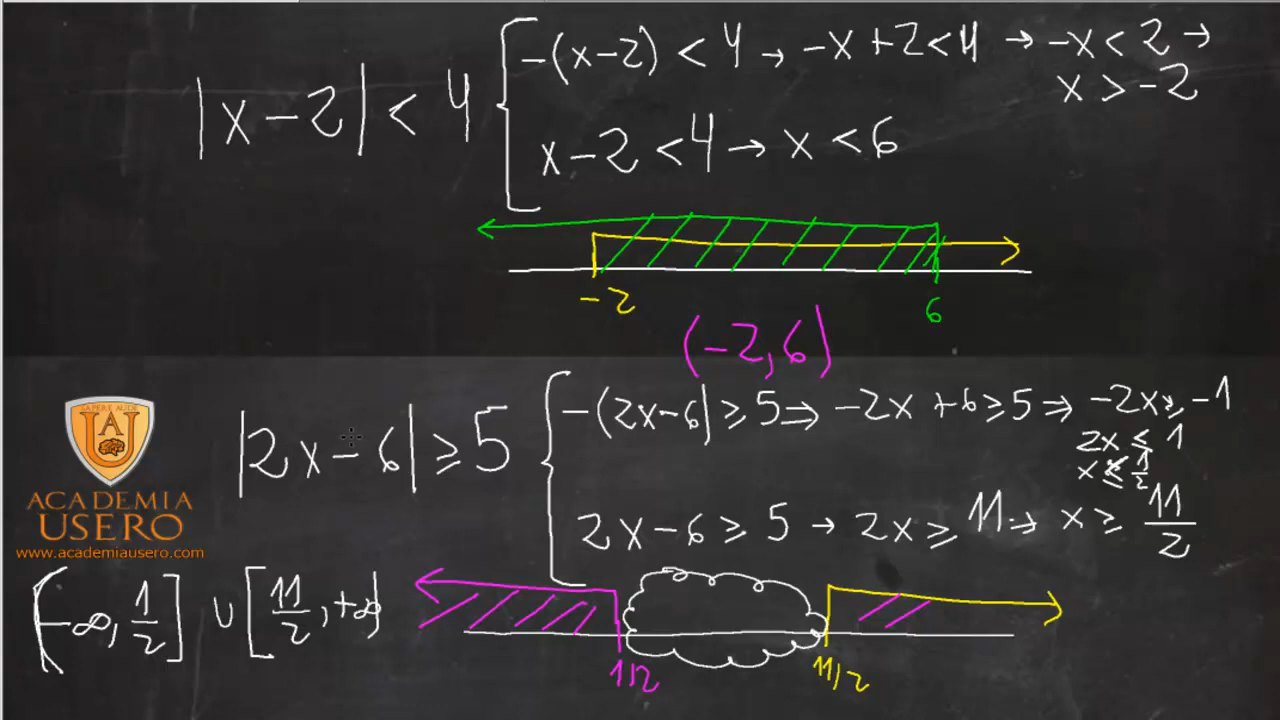 |x-2| < 4
-(x-2) < 4 → -x+2<4 → -x<2 →
x > -2
x-2 <4 → x < 6
-2
6
(-2,6)
|2x-6| ≥ 5
-(2x-6| ≥ 5 ⇒ -2x +6 ≥ 5 ⇒ -2x ≥ -1
2x ≤ 1
x ≤ 1/2
2x-6 ≥ 5 → 2x ≥ 11 ⇒ x ≥ 11/2
SAPERE AUDE
UA
ACADEMIA
USERO
www.academiausero.com
(-∞, 1/2] ∪ [11/2, +∞)
1/2
11/2